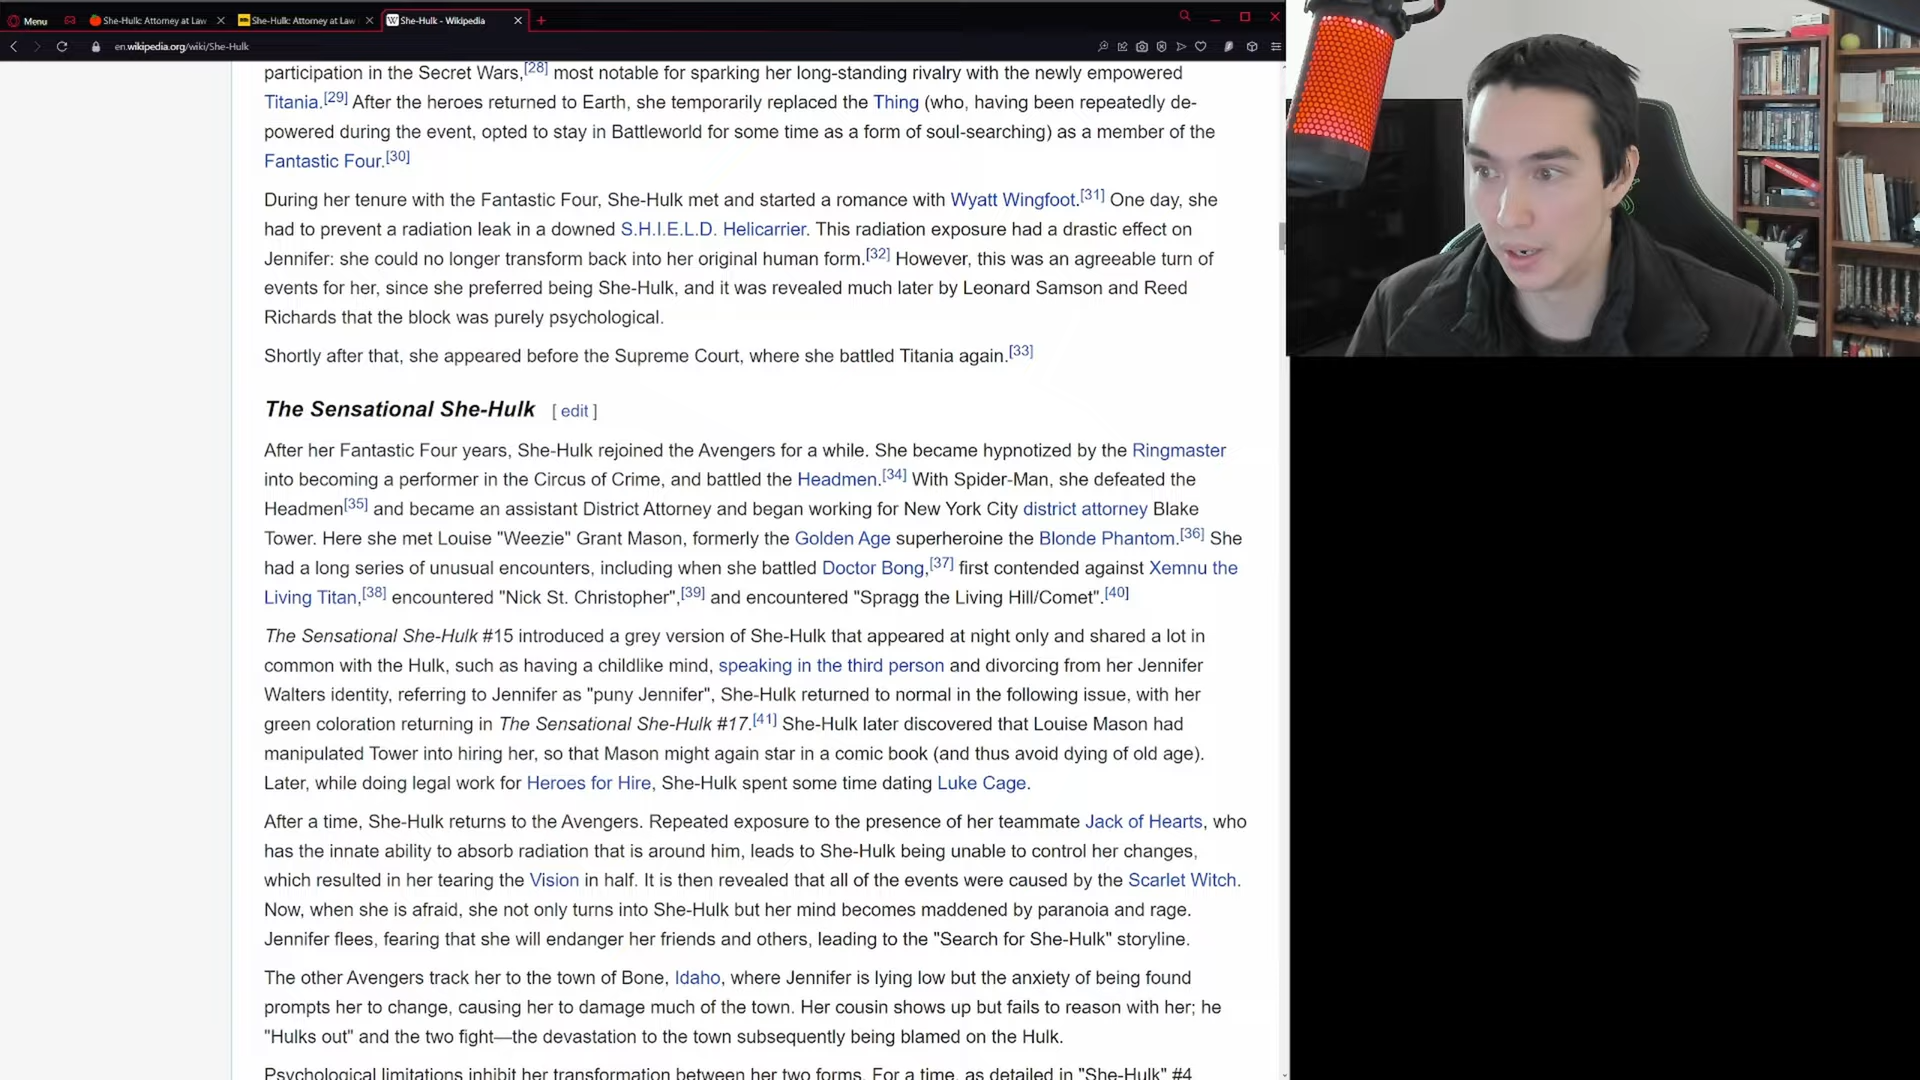 Menu
She-Hulk: Attorney at Law
She-Hulk: Attorney at Law
She-Hulk - Wikipedia
en.wikipedia.org/wiki/She-Hulk
participation in the Secret Wars,[28] most notable for sparking her long-standing rivalry with the newly empowered
Titania.[29] After the heroes returned to Earth, she temporarily replaced the Thing (who, having been repeatedly de-
powered during the event, opted to stay in Battleworld for some time as a form of soul-searching) as a member of the
Fantastic Four.[30]
During her tenure with the Fantastic Four, She-Hulk met and started a romance with Wyatt Wingfoot.[31] One day, she
had to prevent a radiation leak in a downed S.H.I.E.L.D. Helicarrier. This radiation exposure had a drastic effect on
Jennifer: she could no longer transform back into her original human form.[32] However, this was an agreeable turn of
events for her, since she preferred being She-Hulk, and it was revealed much later by Leonard Samson and Reed
Richards that the block was purely psychological.
Shortly after that, she appeared before the Supreme Court, where she battled Titania again.[33]
The Sensational She-Hulk [ edit ]
After her Fantastic Four years, She-Hulk rejoined the Avengers for a while. She became hypnotized by the Ringmaster
into becoming a performer in the Circus of Crime, and battled the Headmen.[34] With Spider-Man, she defeated the
Headmen[35] and became an assistant District Attorney and began working for New York City district attorney Blake
Tower. Here she met Louise "Weezie" Grant Mason, formerly the Golden Age superheroine the Blonde Phantom.[36] She
had a long series of unusual encounters, including when she battled Doctor Bong,[37] first contended against Xemnu the
Living Titan,[38] encountered "Nick St. Christopher",[39] and encountered "Spragg the Living Hill/Comet".[40]
The Sensational She-Hulk #15 introduced a grey version of She-Hulk that appeared at night only and shared a lot in
common with the Hulk, such as having a childlike mind, speaking in the third person and divorcing from her Jennifer
Walters identity, referring to Jennifer as "puny Jennifer", She-Hulk returned to normal in the following issue, with her
green coloration returning in The Sensational She-Hulk #17.[41] She-Hulk later discovered that Louise Mason had
manipulated Tower into hiring her, so that Mason might again star in a comic book (and thus avoid dying of old age).
Later, while doing legal work for Heroes for Hire, She-Hulk spent some time dating Luke Cage.
After a time, She-Hulk returns to the Avengers. Repeated exposure to the presence of her teammate Jack of Hearts, who
has the innate ability to absorb radiation that is around him, leads to She-Hulk being unable to control her changes,
which resulted in her tearing the Vision in half. It is then revealed that all of the events were caused by the Scarlet Witch.
Now, when she is afraid, she not only turns into She-Hulk but her mind becomes maddened by paranoia and rage.
Jennifer flees, fearing that she will endanger her friends and others, leading to the "Search for She-Hulk" storyline.
The other Avengers track her to the town of Bone, Idaho, where Jennifer is lying low but the anxiety of being found
prompts her to change, causing her to damage much of the town. Her cousin shows up but fails to reason with her; he
"Hulks out" and the two fight—the devastation to the town subsequently being blamed on the Hulk.
Psychological limitations inhibit her transformation between her two forms. For a time, as detailed in "She-Hulk" #4